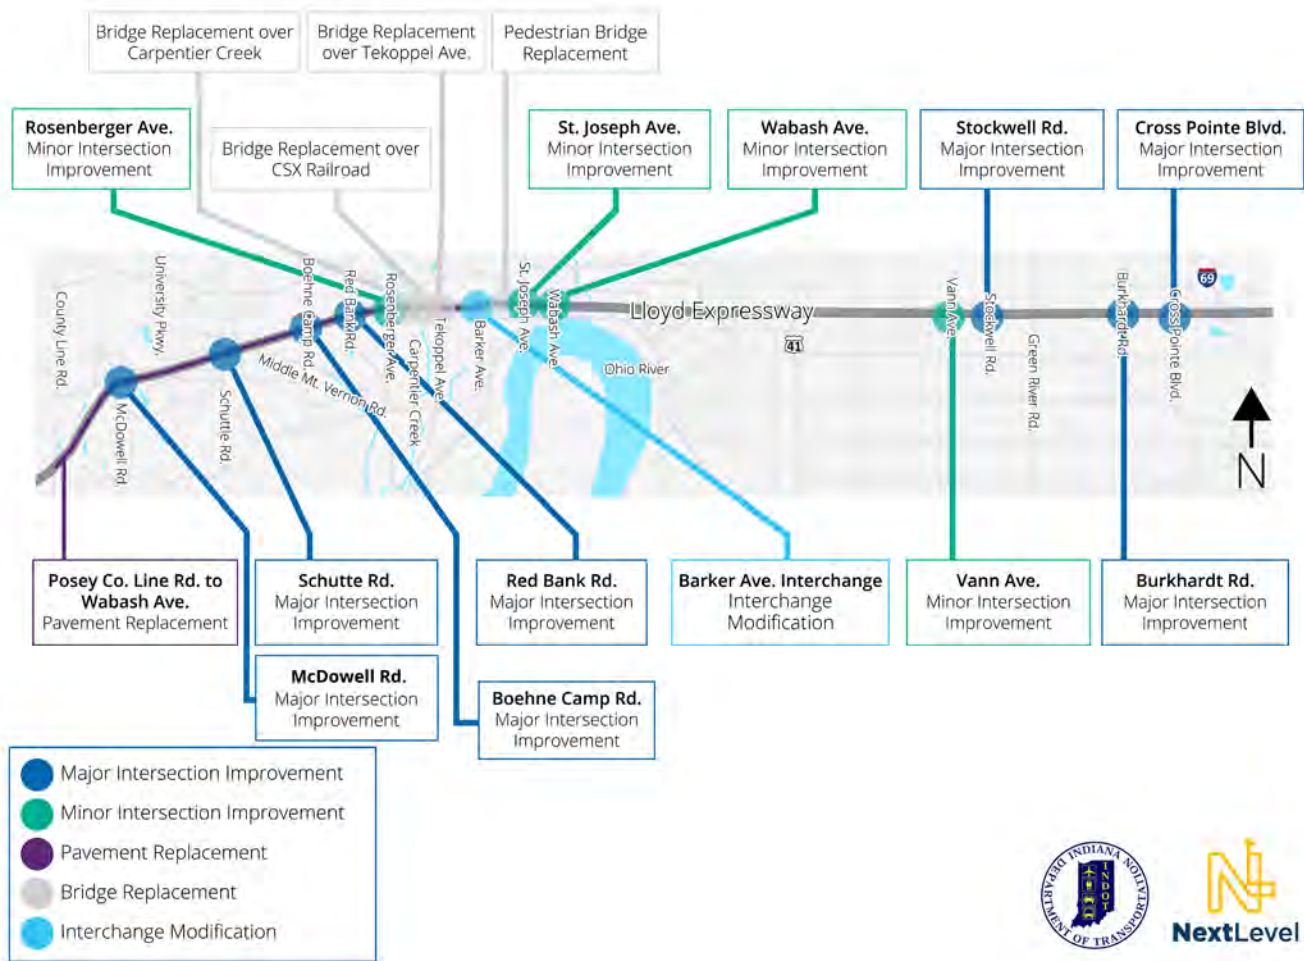 Bridge Replacement over
Carpentier Creek
Bridge Replacement
over Tekoppel Ave.
Pedestrian Bridge
Replacement
Rosenberger Ave.
Minor Intersection
Improvement
Bridge Replacement over
CSX Railroad
St. Joseph Ave.
Minor Intersection
Improvement
Wabash Ave.
Minor Intersection
Improvement
Stockwell Rd.
Major Intersection
Improvement
Cross Pointe Blvd.
Major Intersection
Improvement
County Line Rd.
University Pkwy.
McDowell Rd.
Schuttle Rd.
Boehne Camp Rd.
Middle Mt. Vernon Rd.
Red Bank Rd.
Rosenberger Ave.
Carpentier Creek
Tekoppel Ave.
Barker Ave.
St. Joseph Ave.
Wabash Ave.
Lloyd Expressway
Ohio River
41
Vann Ave.
Stockwell Rd.
Green River Rd.
Burkhardt Rd.
Cross Pointe Blvd.
69
N
Posey Co. Line Rd. to
Wabash Ave.
Pavement Replacement
Schutte Rd.
Major Intersection
Improvement
Red Bank Rd.
Major Intersection
Improvement
Barker Ave. Interchange
Interchange
Modification
Vann Ave.
Minor Intersection
Improvement
Burkhardt Rd.
Major Intersection
Improvement
McDowell Rd.
Major Intersection
Improvement
Boehne Camp Rd.
Major Intersection
Improvement
Major Intersection Improvement
Minor Intersection Improvement
Pavement Replacement
Bridge Replacement
Interchange Modification
INDIANA
DEPARTMENT OF TRANSPORTATION
INDOT
NextLevel